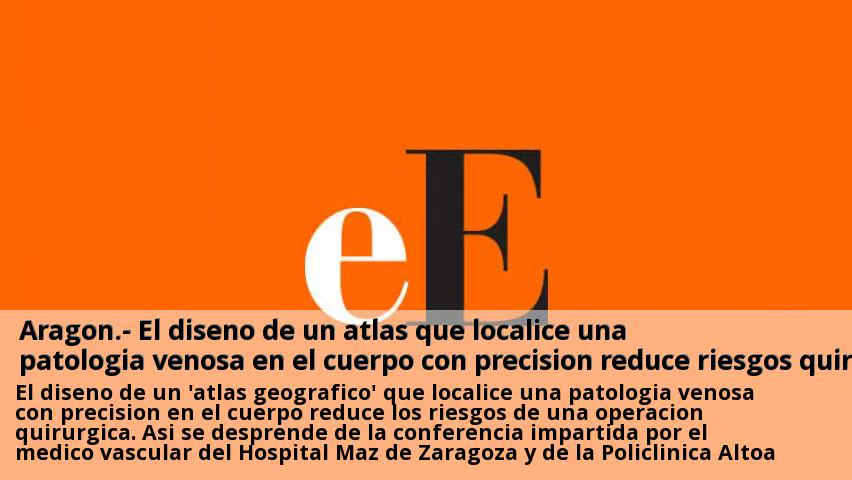 eE
Aragon.- El diseno de un atlas que localice una
patologia venosa en el cuerpo con precision reduce riesgos quir
El diseno de un 'atlas geografico' que localice una patologia venosa
con precision en el cuerpo reduce los riesgos de una operacion
quirurgica. Asi se desprende de la conferencia impartida por el
medico vascular del Hospital Maz de Zaragoza y de la Policlinica Altoa